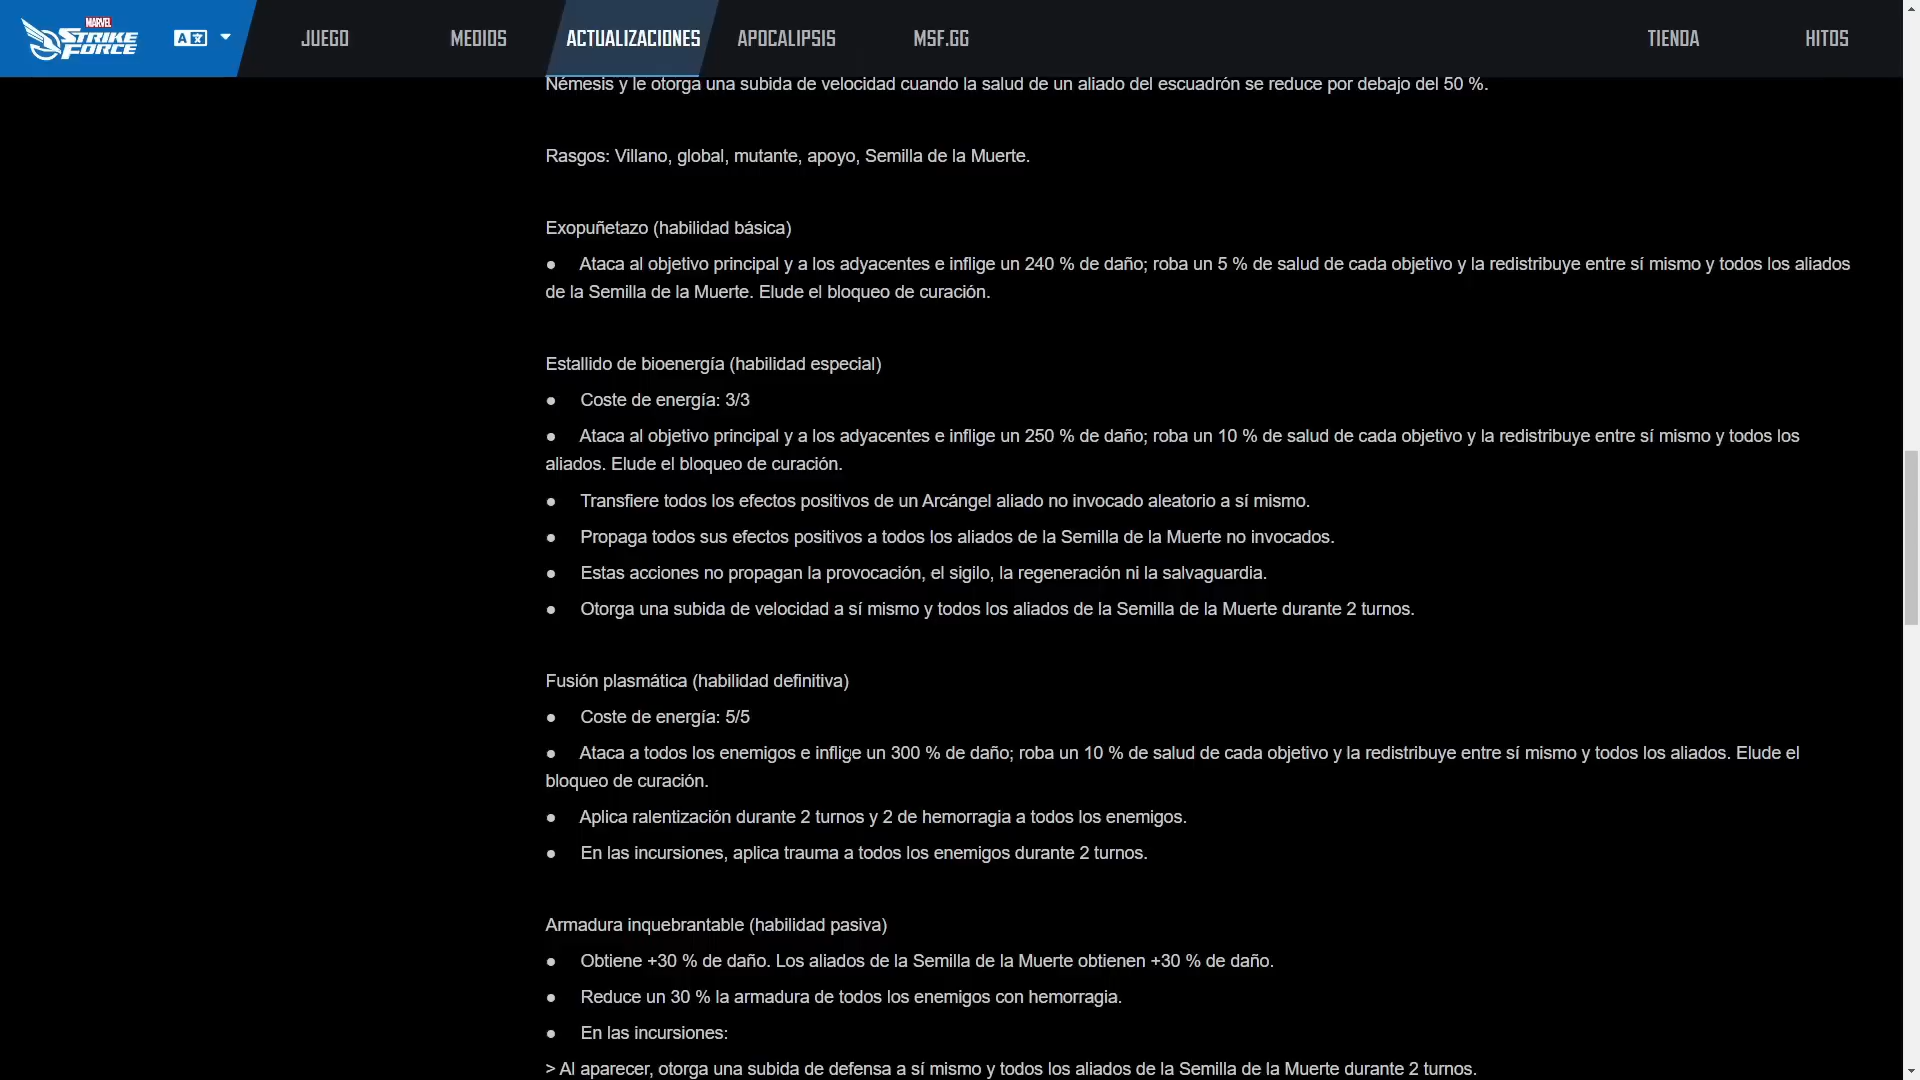 MARVEL
STRIKE
FORCE
JUEGO
MEDIOS
ACTUALIZACIONES
APOCALIPSIS
MSF.GG
TIENDA
HITOS
Némesis y le otorga una subida de velocidad cuando la salud de un aliado del escuadrón se reduce por debajo del 50 %.
Rasgos: Villano, global, mutante, apoyo, Semilla de la Muerte.
Exopuñetazo (habilidad básica)
● Ataca al objetivo principal y a los adyacentes e inflige un 240 % de daño; roba un 5 % de salud de cada objetivo y la redistribuye entre sí mismo y todos los aliados
de la Semilla de la Muerte. Elude el bloqueo de curación.
Estallido de bioenergía (habilidad especial)
● Coste de energía: 3/3
● Ataca al objetivo principal y a los adyacentes e inflige un 250 % de daño; roba un 10 % de salud de cada objetivo y la redistribuye entre sí mismo y todos los
aliados. Elude el bloqueo de curación.
● Transfiere todos los efectos positivos de un Arcángel aliado no invocado aleatorio a sí mismo.
● Propaga todos sus efectos positivos a todos los aliados de la Semilla de la Muerte no invocados.
● Estas acciones no propagan la provocación, el sigilo, la regeneración ni la salvaguardia.
● Otorga una subida de velocidad a sí mismo y todos los aliados de la Semilla de la Muerte durante 2 turnos.
Fusión plasmática (habilidad definitiva)
● Coste de energía: 5/5
● Ataca a todos los enemigos e inflige un 300 % de daño; roba un 10 % de salud de cada objetivo y la redistribuye entre sí mismo y todos los aliados. Elude el
bloqueo de curación.
● Aplica ralentización durante 2 turnos y 2 de hemorragia a todos los enemigos.
● En las incursiones, aplica trauma a todos los enemigos durante 2 turnos.
Armadura inquebrantable (habilidad pasiva)
● Obtiene +30 % de daño. Los aliados de la Semilla de la Muerte obtienen +30 % de daño.
● Reduce un 30 % la armadura de todos los enemigos con hemorragia.
● En las incursiones:
> Al aparecer, otorga una subida de defensa a sí mismo y todos los aliados de la Semilla de la Muerte durante 2 turnos.